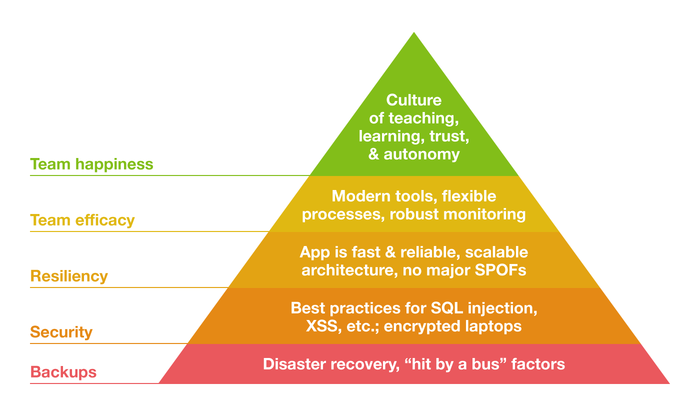 Culture
of teaching,
learning, trust,
& autonomy
Team happiness
Modern tools, flexible
processes, robust monitoring
Team efficacy
App is fast & reliable, scalable
architecture, no major SPOFs
Resiliency
Best practices for SQL injection,
XSS, etc.; encrypted laptops
Security
Disaster recovery, “hit by a bus” factors
Backups